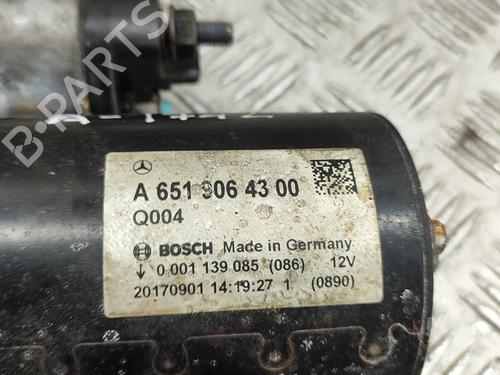 B-PARTS
A 651 906 43 00
Q004
BOSCH Made in Germany
0 001 139 085 (086) 12V
20170901 14:19:27 1 (0890)